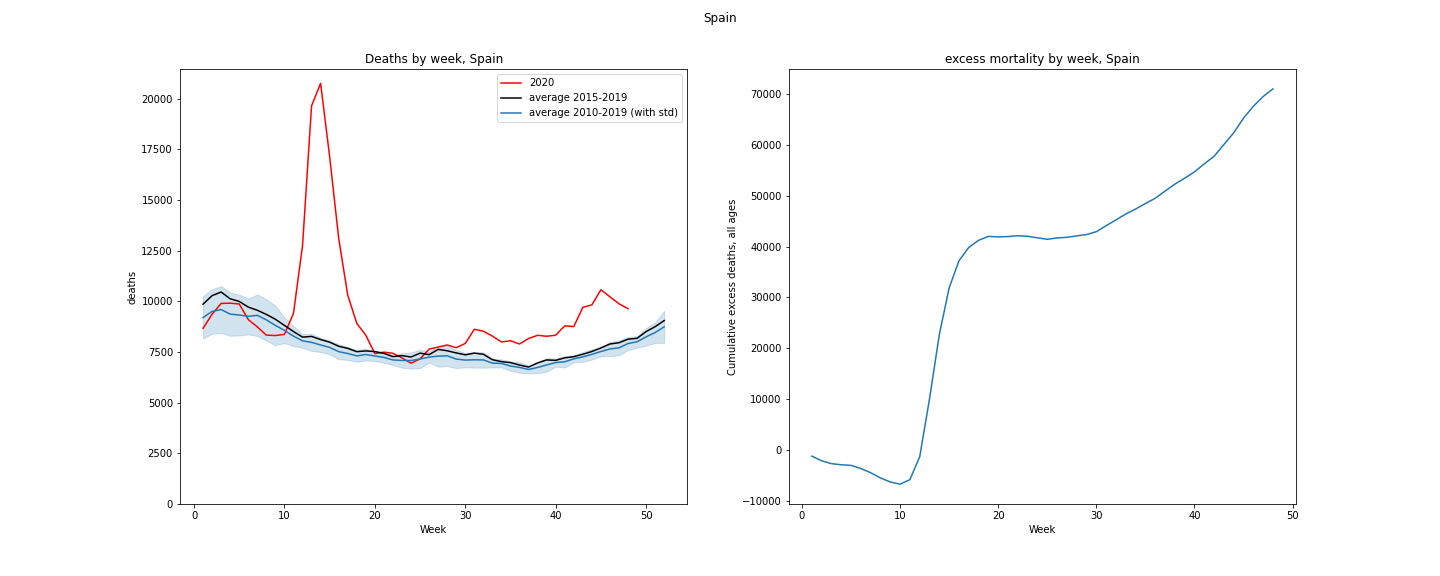 Spain
Deaths by week, Spain
2020
average 2015-2019
average 2010-2019 (with std)
20000
17500
15000
12500
10000
7500
5000
2500
0
deaths
0 10 20 30 40 50
Week
excess mortality by week, Spain
70000
60000
50000
40000
30000
20000
10000
0
−10000
Cumulative excess deaths, all ages
0 10 20 30 40 50
Week